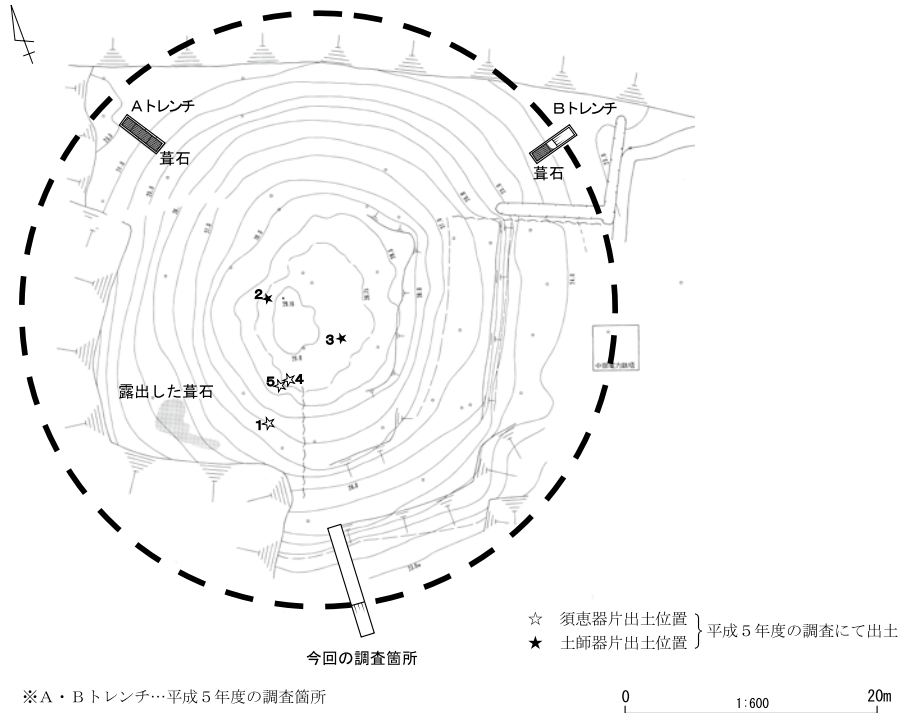 Aトレンチ
葺石
Bトレンチ
葺石
2
3
5 4
露出した葺石
1
今回の調査箇所
☆ 須恵器片出土位置
★ 土師器片出土位置
平成5年度の調査にて出土
※A・Bトレンチ…平成5年度の調査箇所
0 1:600 20m